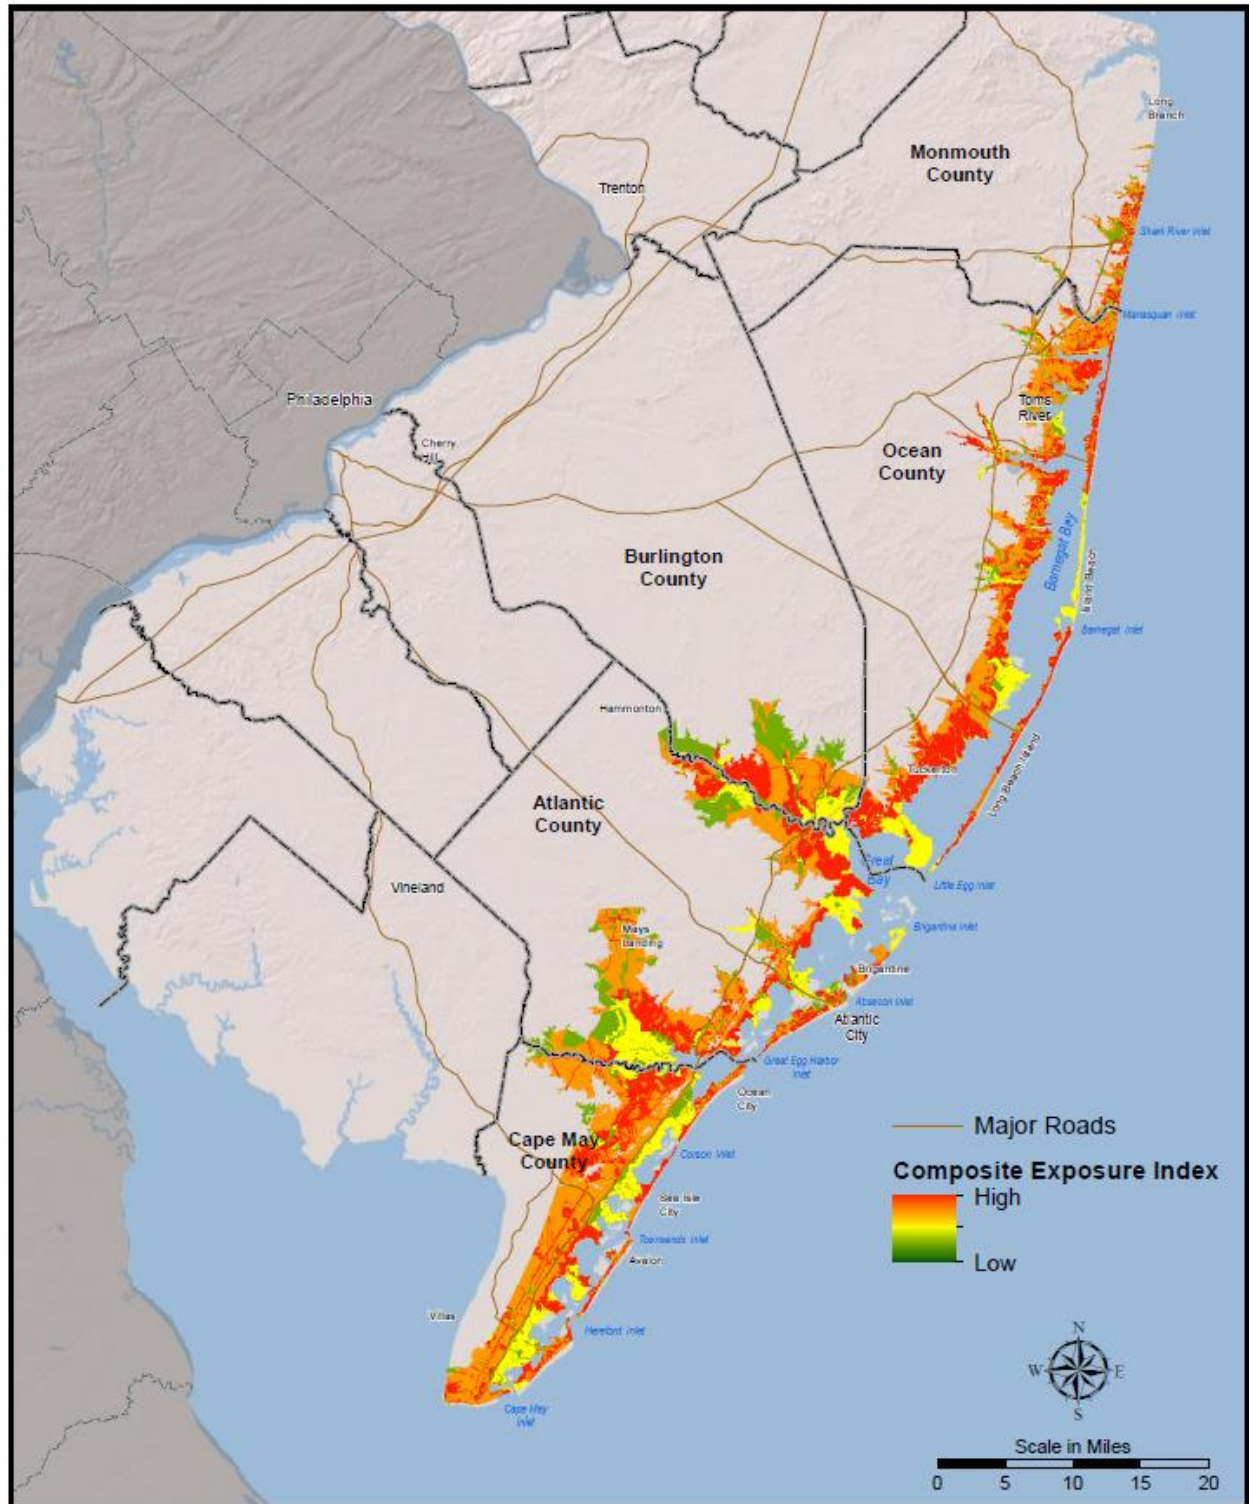 Long
Branch
Monmouth
County
Trenton
Shark River Inlet
Manasquan Inlet
Philadelphia
Toms
River
Cherry
Hill
Ocean
County
Barnegat Bay
Burlington
County
Island Beach
Barnegat Inlet
Hammonton
Long Beach Island
Tuckerton
Atlantic
County
Great
Bay
Little Egg Inlet
Vineland
Brigantine Inlet
Mays
Landing
Brigantine
Absecon Inlet
Atlantic
City
Great Egg Harbor
Inlet
Ocean
City
Major Roads
Cape May
County
Corson Inlet
Composite Exposure Index
High
Sea Isle
City
Townsends Inlet
Avalon
Low
Villas
Hereford Inlet
N
W E
S
Cape May
Inlet
Scale in Miles
0 5 10 15 20